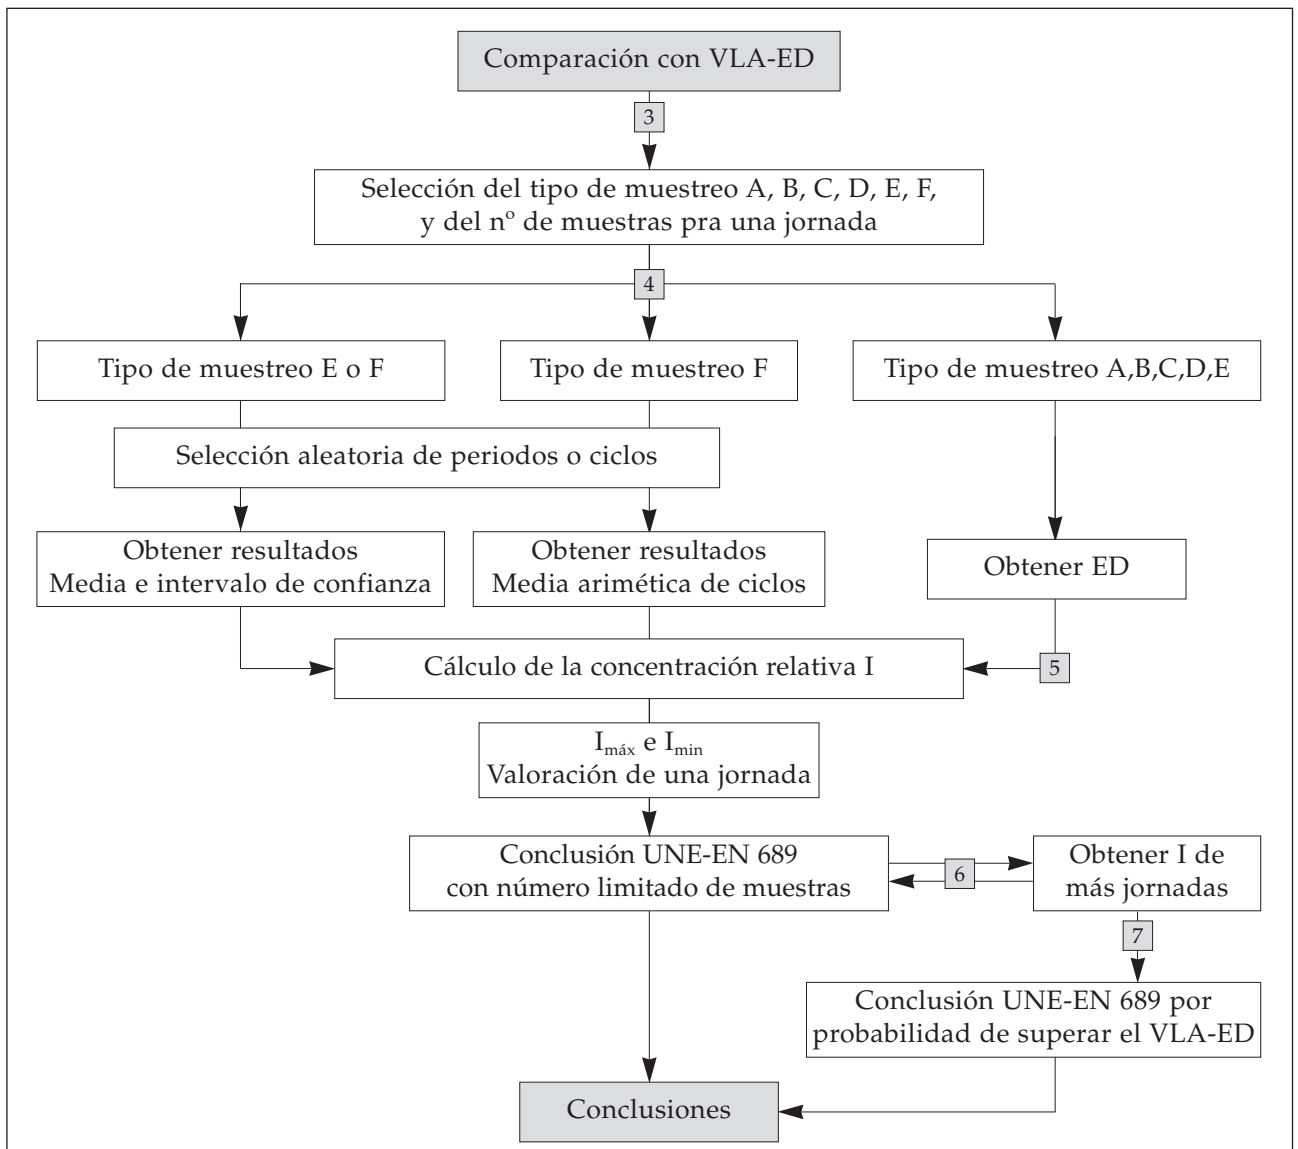 Comparación con VLA-ED
3
Selección del tipo de muestreo A, B, C, D, E, F,
y del nº de muestras pra una jornada
4
Tipo de muestreo E o F
Tipo de muestreo F
Tipo de muestreo A,B,C,D,E
Selección aleatoria de periodos o ciclos
Obtener resultados
Media e intervalo de confianza
Obtener resultados
Media arimética de ciclos
Obtener ED
Cálculo de la concentración relativa I
5
Imáx e Imin
Valoración de una jornada
Conclusión UNE-EN 689
con número limitado de muestras
6
Obtener I de
más jornadas
7
Conclusión UNE-EN 689 por
probabilidad de superar el VLA-ED
Conclusiones